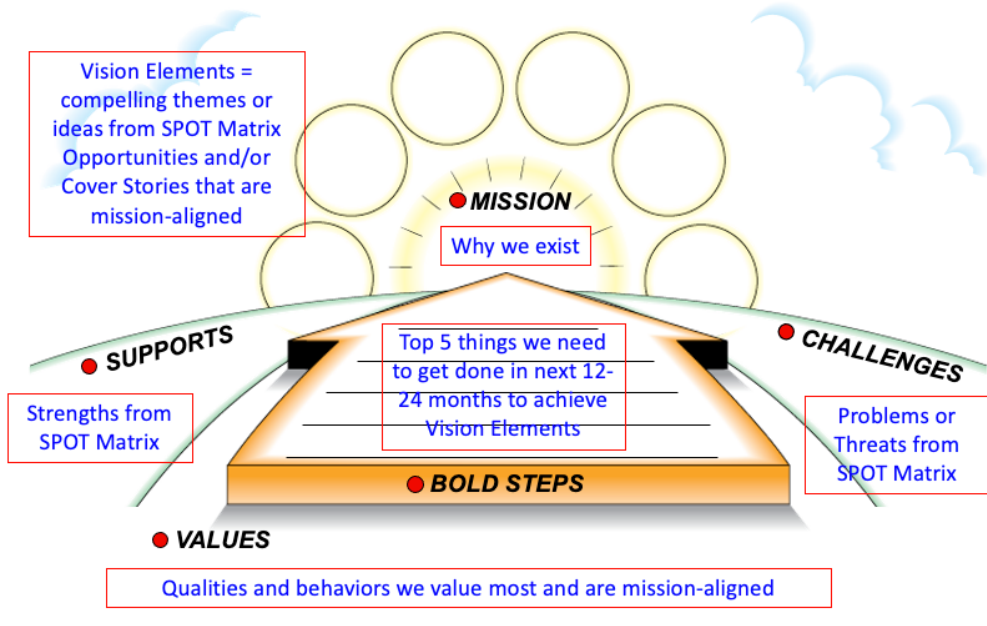 Vision Elements =
compelling themes or
ideas from SPOT Matrix
Opportunities and/or
Cover Stories that are
mission-aligned
MISSION
Why we exist
SUPPORTS
Strengths from
SPOT Matrix
Top 5 things we need
to get done in next 12-
24 months to achieve
Vision Elements
CHALLENGES
Problems or
Threats from
SPOT Matrix
BOLD STEPS
VALUES
Qualities and behaviors we value most and are mission-aligned